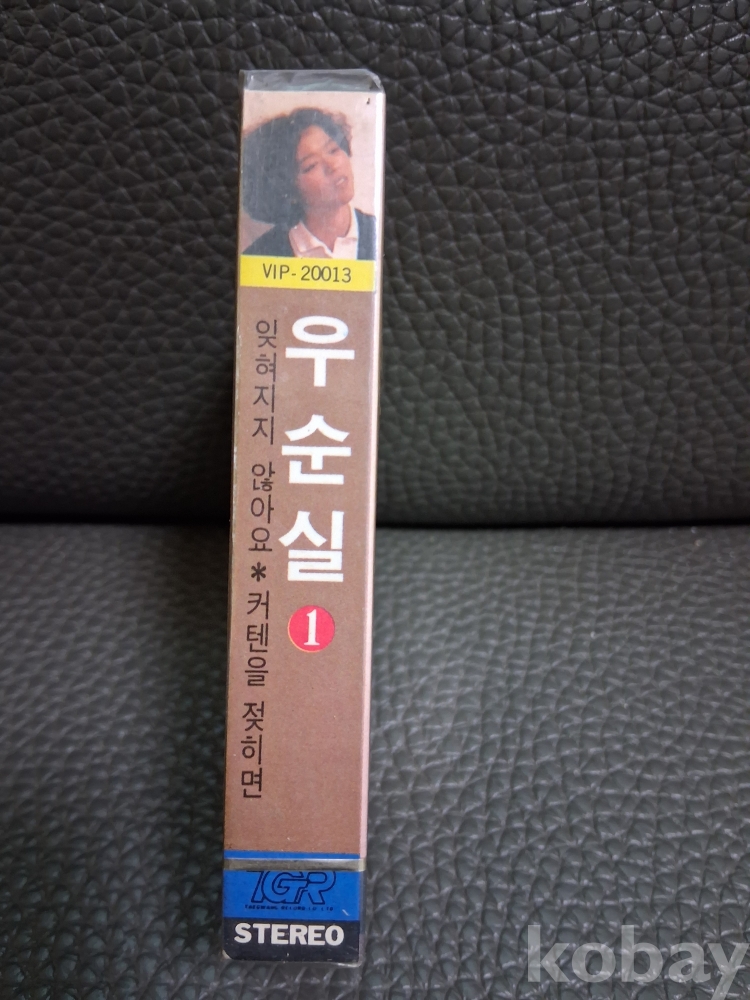 VIP-20013
우순실
1
잊혀지지 않아요 * 커텐을 젖히면
TGR
STEREO
kobay